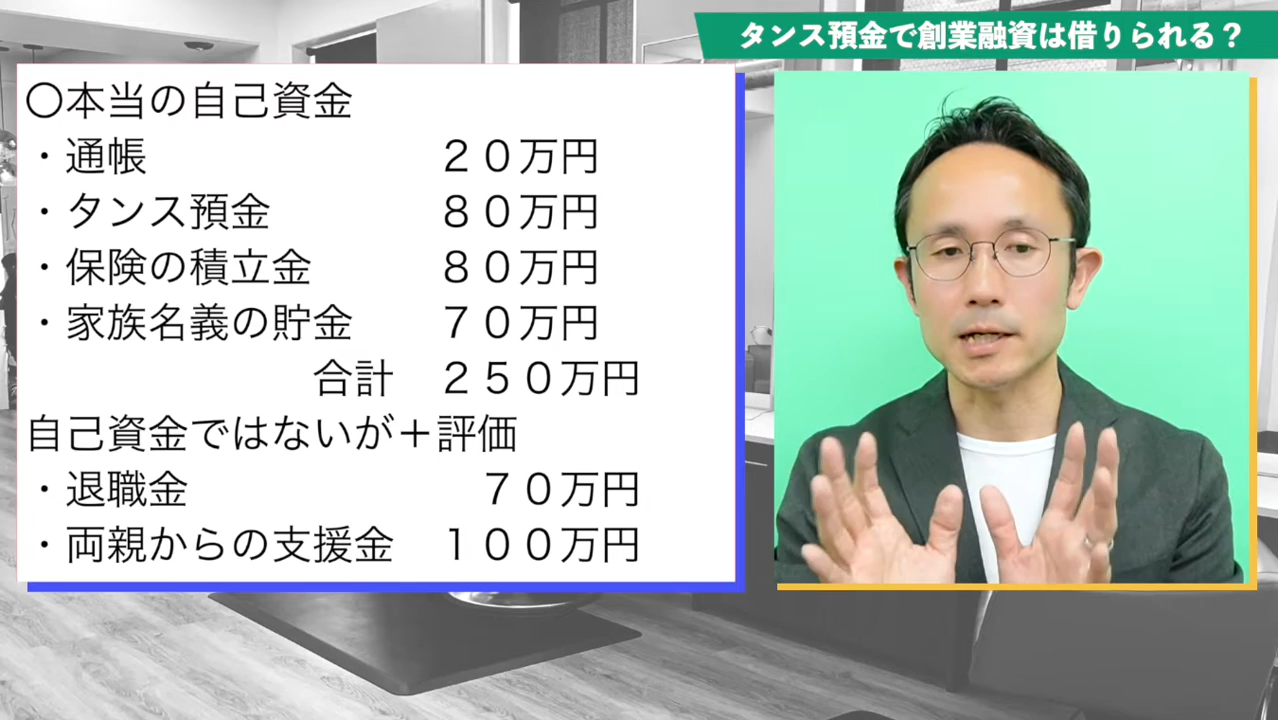 タンス預金で創業融資は借りられる？
〇本当の自己資金
・通帳　２０万円
・タンス預金　８０万円
・保険の積立金　８０万円
・家族名義の貯金　７０万円
合計　２５０万円
自己資金ではないが＋評価
・退職金　７０万円
・両親からの支援金　１００万円